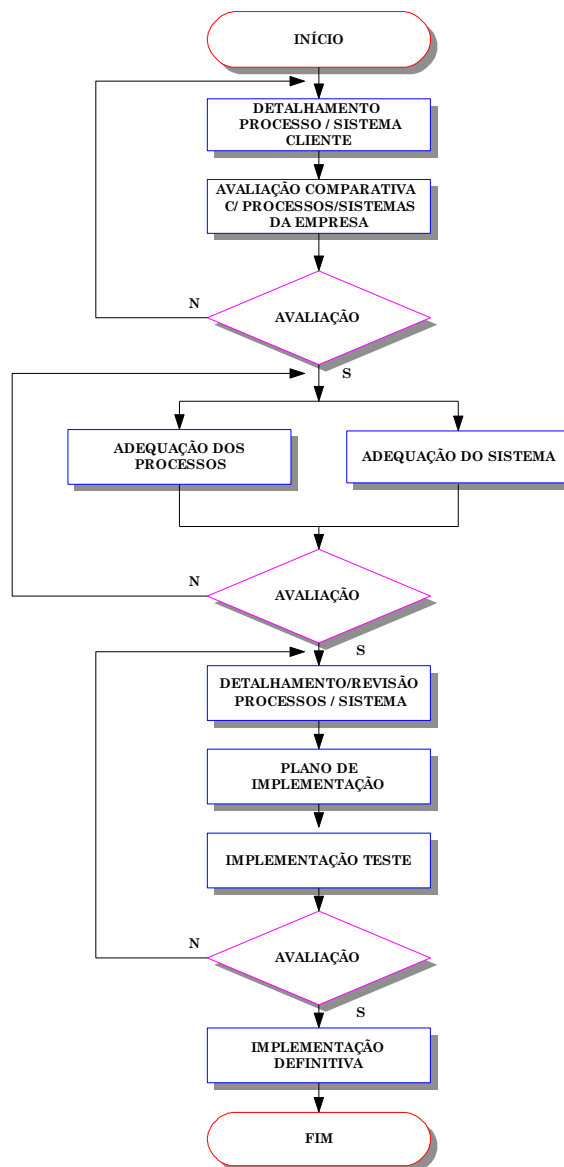 INÍCIO
DETALHAMENTO
PROCESSO / SISTEMA
CLIENTE
AVALIAÇÃO COMPARATIVA
C/ PROCESSOS/SISTEMAS
DA EMPRESA
N
AVALIAÇÃO
S
ADEQUAÇÃO DOS
PROCESSOS
ADEQUAÇÃO DO SISTEMA
N
AVALIAÇÃO
S
DETALHAMENTO/REVISÃO
PROCESSOS / SISTEMA
PLANO DE
IMPLEMENTAÇÃO
IMPLEMENTAÇÃO TESTE
N
AVALIAÇÃO
S
IMPLEMENTAÇÃO
DEFINITIVA
FIM